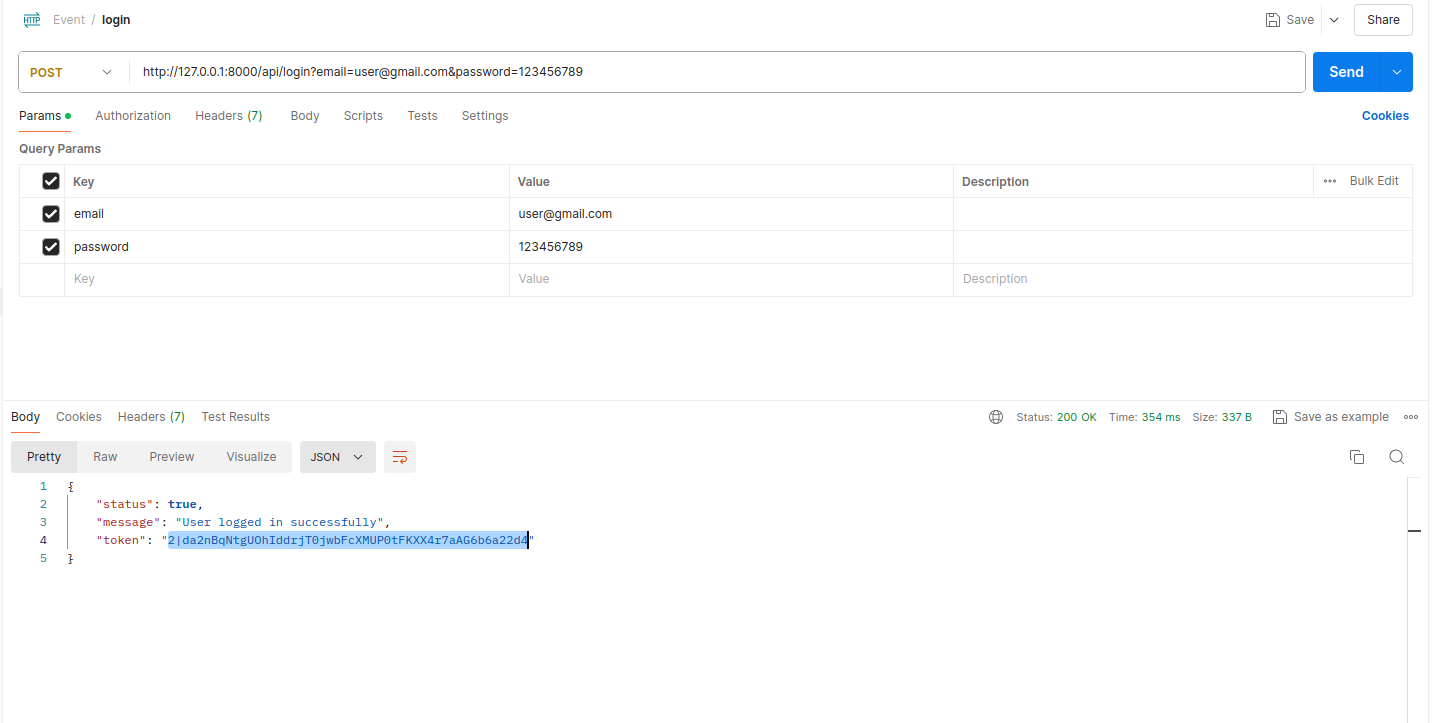 HTTP Event / login Save Share
POST http://127.0.0.1:8000/api/login?email=user@gmail.com&password=123456789 Send
Params Authorization Headers (7) Body Scripts Tests Settings Cookies
Query Params
Key Value Description Bulk Edit
email user@gmail.com
password 123456789
Key Value Description
Body Cookies Headers (7) Test Results Status: 200 OK Time: 354 ms Size: 337 B Save as example
Pretty Raw Preview Visualize JSON
1 {
2 "status": true,
3 "message": "User logged in successfully",
4 "token": "2|da2nBqNtgUOhIddrjT0jwbFcXMUP0tFKXX4r7aAG6b6a22d4"
5 }